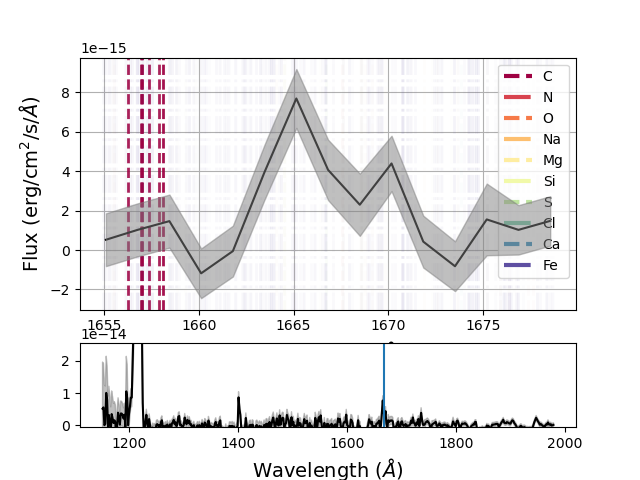 1e−15
Flux (erg/cm²/s/Å)
8
6
4
2
0
−2
C
N
O
Na
Mg
Si
S
Cl
Ca
Fe
1655
1660
1665
1670
1675
1e−14
2
1
0
1200
1400
1600
1800
2000
Wavelength (Å)